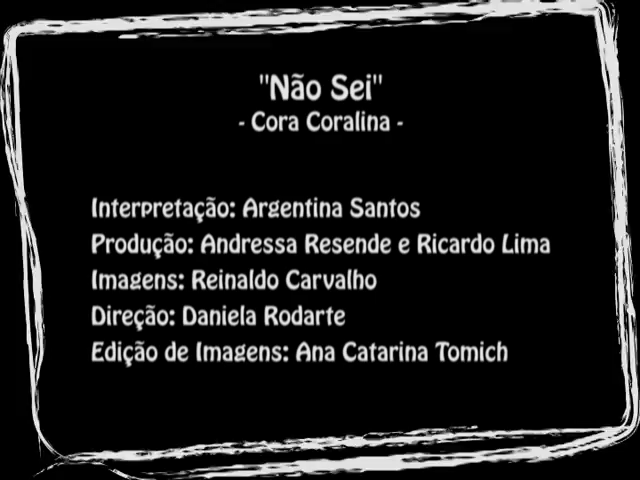 "Não Sei"
- Cora Coralina -
Interpretação: Argentina Santos
Produção: Andressa Resende e Ricardo Lima
Imagens: Reinaldo Carvalho
Direção: Daniela Rodarte
Edição de Imagens: Ana Catarina Tomich